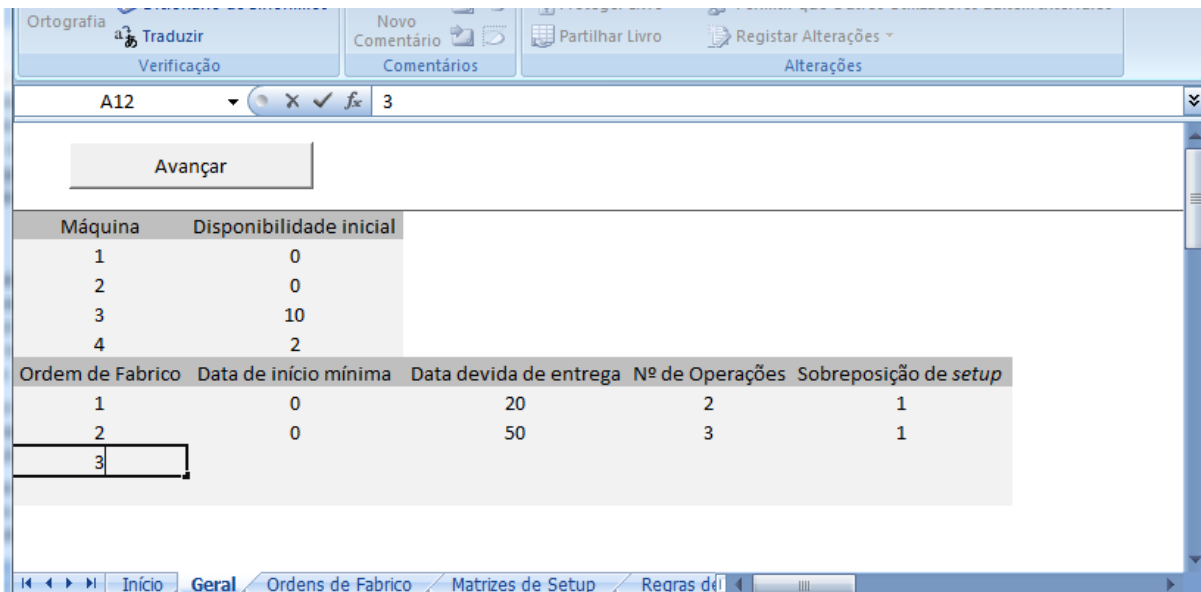 Ortografia
Traduzir
Novo
Comentário
Partilhar Livro
Registar Alterações
Verificação Comentários Alterações
A12 fx 3
Avançar
Máquina Disponibilidade inicial
1 0
2 0
3 10
4 2
Ordem de Fabrico Data de início mínima Data devida de entrega Nº de Operações Sobreposição de setup
1 0 20 2 1
2 0 50 3 1
3
Início Geral Ordens de Fabrico Matrizes de Setup Regras de